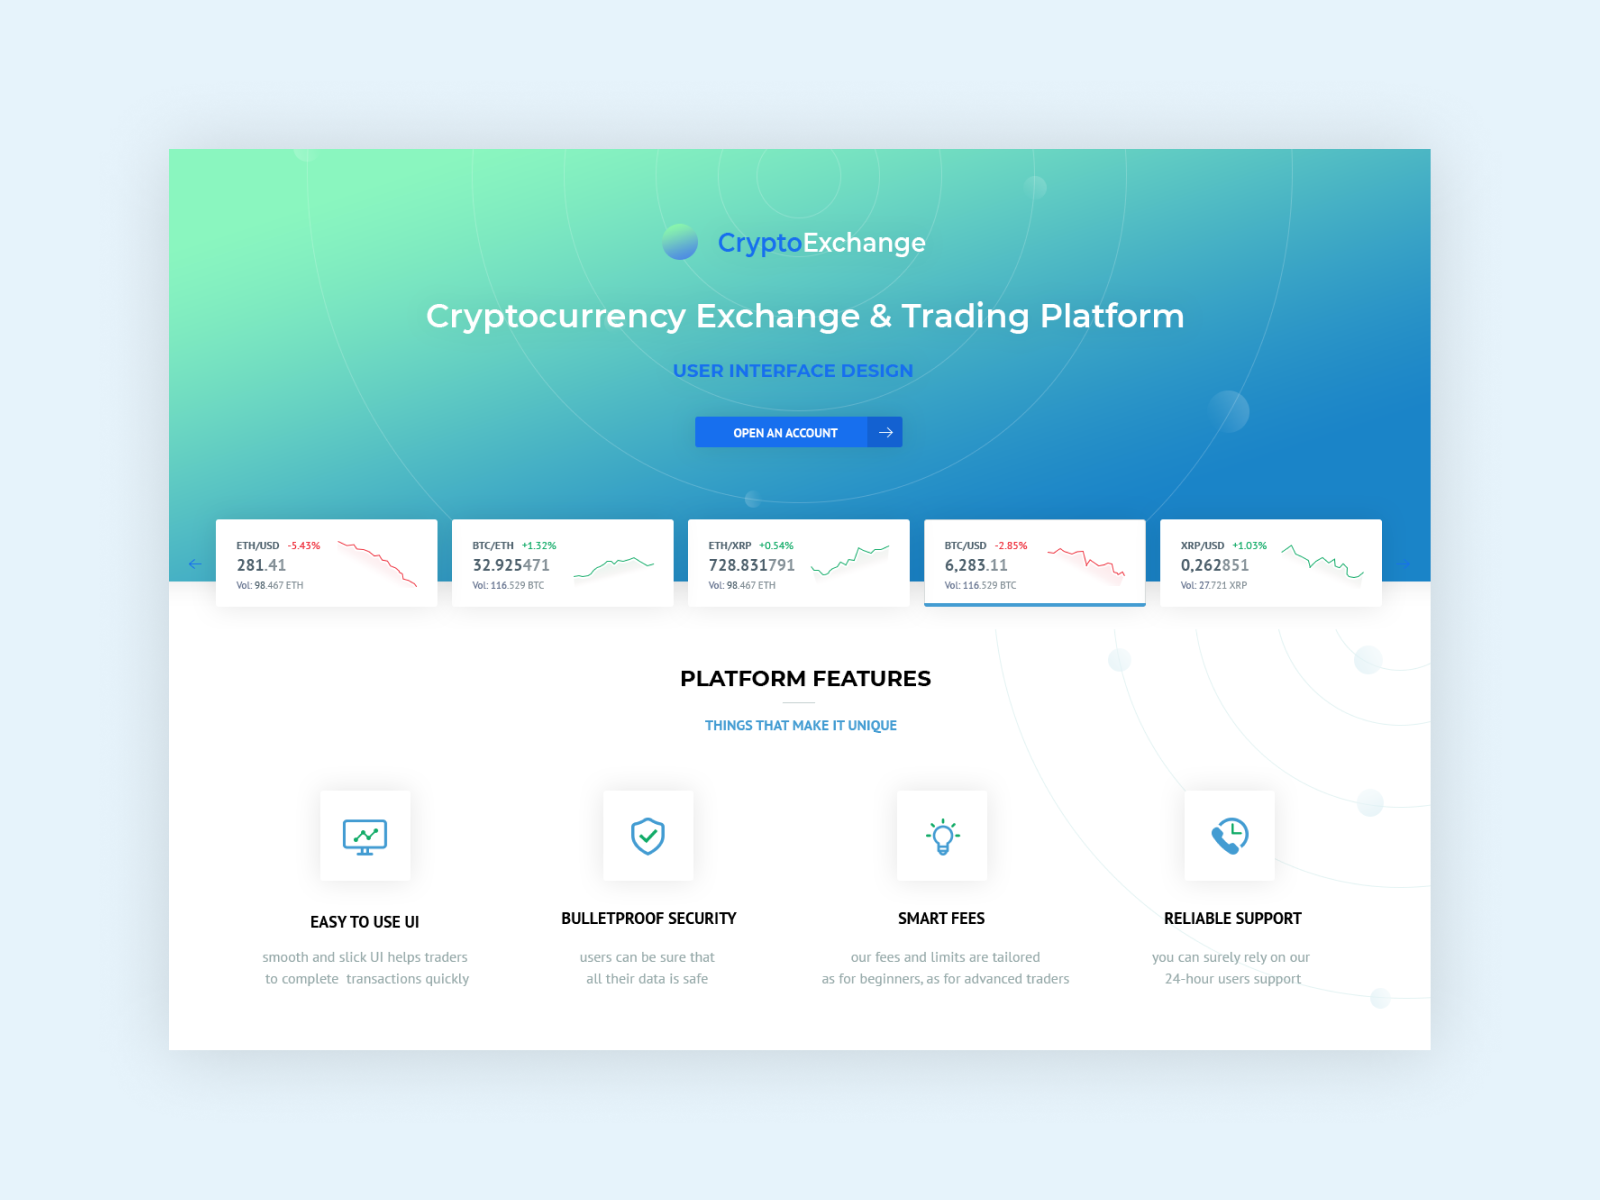 CryptoExchange
Cryptocurrency Exchange & Trading Platform
USER INTERFACE DESIGN
OPEN AN ACCOUNT
ETH/USD -5.43%
281.41
Vol: 98.467 ETH
BTC/ETH +1.32%
32.925471
Vol: 116.529 BTC
ETH/XRP +0.54%
728.831791
Vol: 98.467 ETH
BTC/USD -2.85%
6,283.11
Vol: 116.529 BTC
XRP/USD +1.03%
0,262851
Vol: 27.721 XRP
PLATFORM FEATURES
THINGS THAT MAKE IT UNIQUE
EASY TO USE UI
smooth and slick UI helps traders
to complete transactions quickly
BULLETPROOF SECURITY
users can be sure that
all their data is safe
SMART FEES
our fees and limits are tailored
as for beginners, as for advanced traders
RELIABLE SUPPORT
you can surely rely on our
24-hour users support